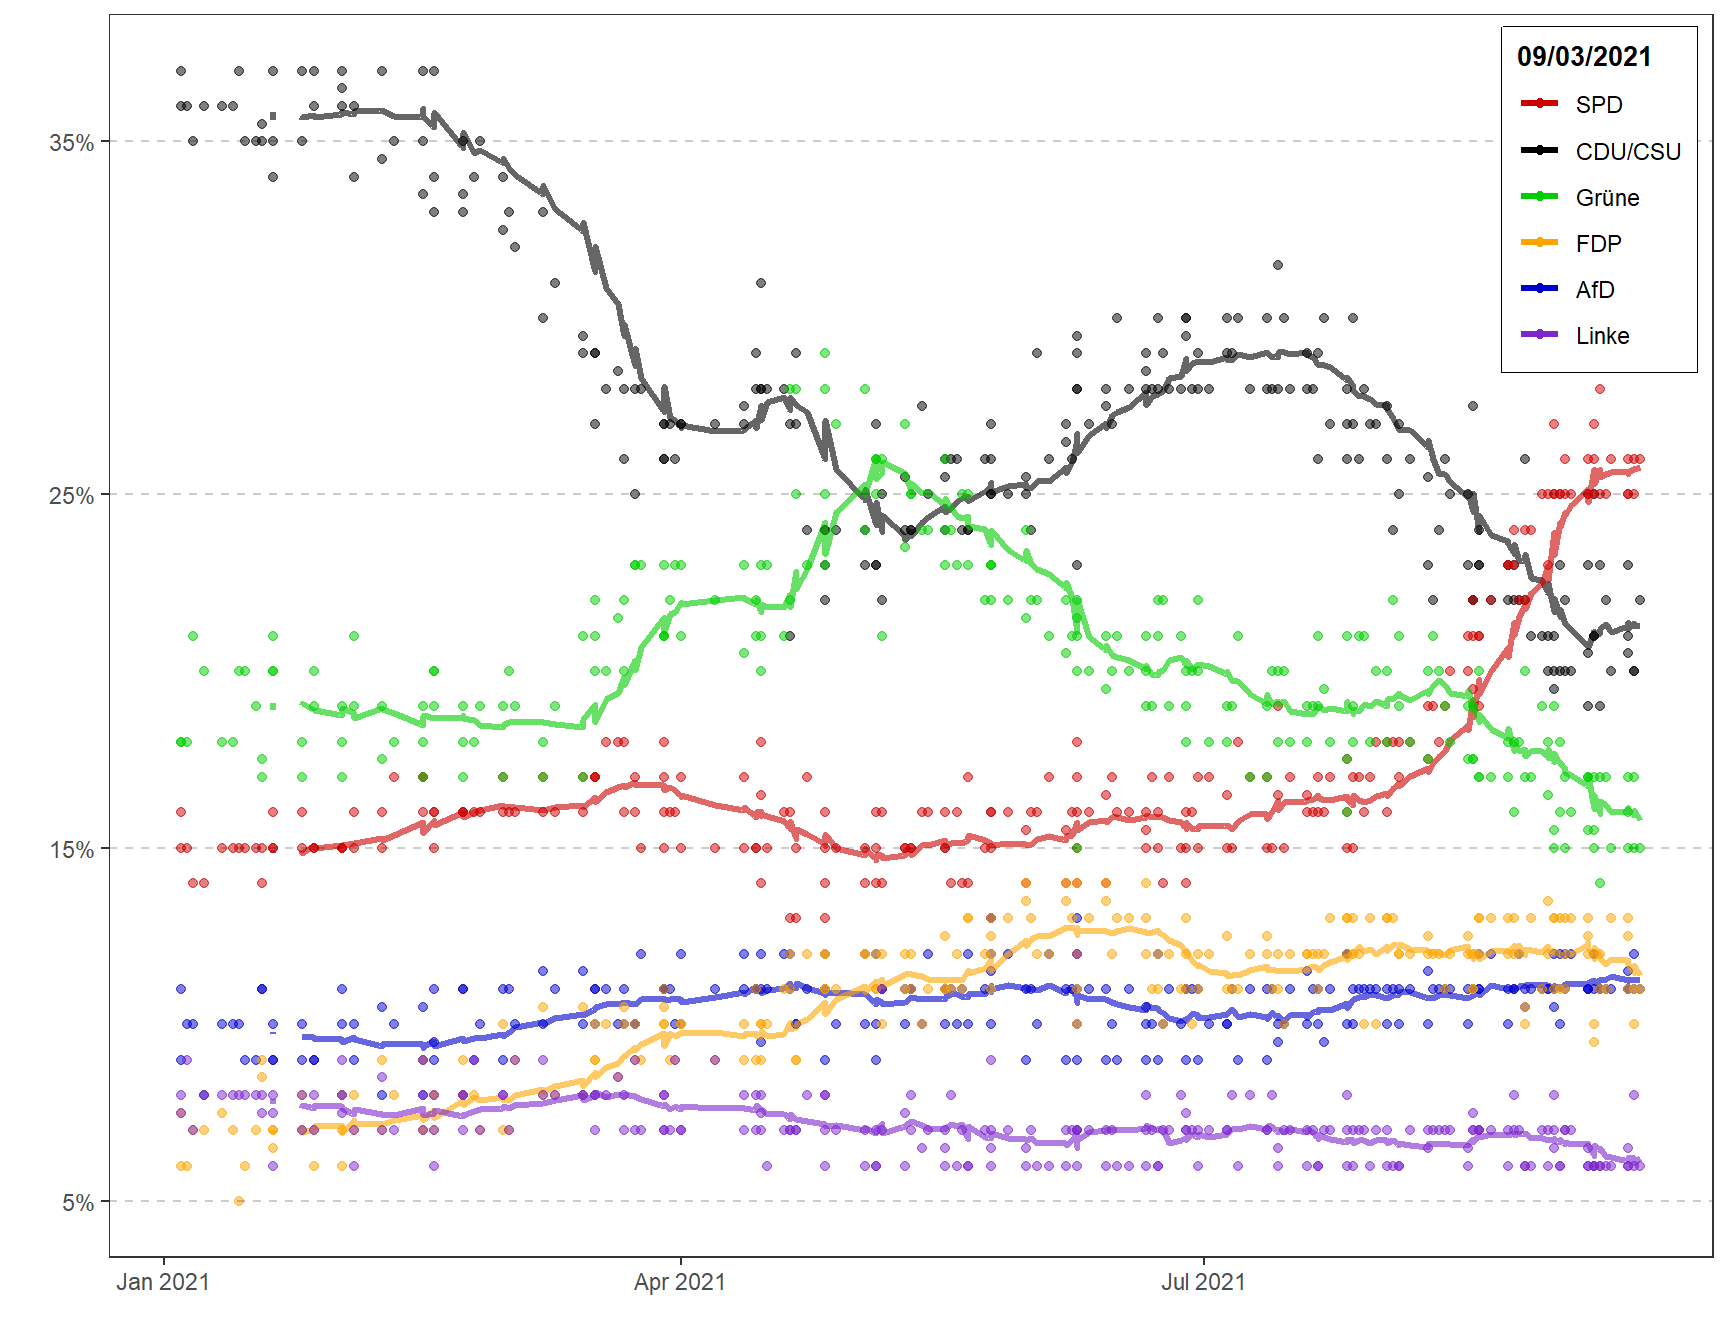 09/03/2021
SPD
CDU/CSU
Grüne
FDP
AfD
Linke
35%
25%
15%
5%
Jan 2021
Apr 2021
Jul 2021